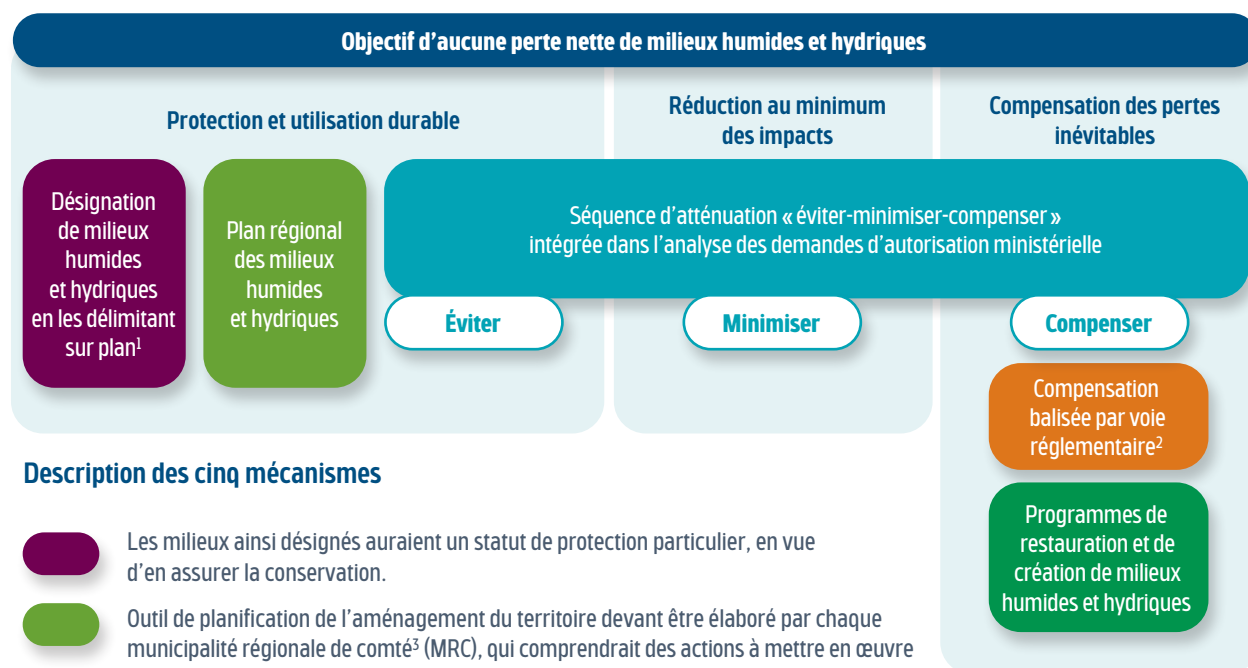 Objectif d’aucune perte nette de milieux humides et hydriques
Protection et utilisation durable
Réduction au minimum
des impacts
Compensation des pertes
inévitables
Désignation
de milieux
humides
et hydriques
en les délimitant
sur plan¹
Plan régional
des milieux
humides
et hydriques
Séquence d’atténuation « éviter-minimiser-compenser »
intégrée dans l’analyse des demandes d’autorisation ministérielle
Éviter
Minimiser
Compenser
Compensation
balisée par voie
réglementaire²
Programmes de
restauration et de
création de milieux
humides et hydriques
Description des cinq mécanismes
Les milieux ainsi désignés auraient un statut de protection particulier, en vue
d’en assurer la conservation.
Outil de planification de l’aménagement du territoire devant être élaboré par chaque
municipalité régionale de comté³ (MRC), qui comprendrait des actions à mettre en œuvre